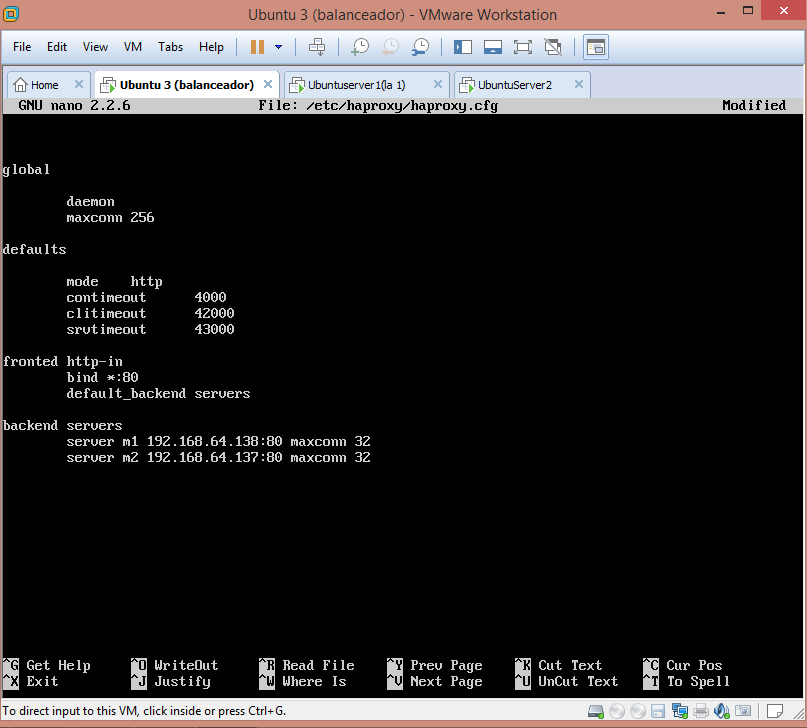 Ubuntu 3 (balanceador) - VMware Workstation
File Edit View VM Tabs Help
Home Ubuntu 3 (balanceador) Ubuntuserver1(la 1) UbuntuServer2
GNU nano 2.2.6 File: /etc/haproxy/haproxy.cfg Modified
global
daemon
maxconn 256
defaults
mode http
contimeout 4000
clitimeout 42000
srvtimeout 43000
fronted http-in
bind *:80
default_backend servers
backend servers
server m1 192.168.64.138:80 maxconn 32
server m2 192.168.64.137:80 maxconn 32
^G Get Help ^O WriteOut ^R Read File ^Y Prev Page ^K Cut Text ^C Cur Pos
^X Exit ^J Justify ^W Where Is ^V Next Page ^U UnCut Text ^T To Spell
To direct input to this VM, click inside or press Ctrl+G.